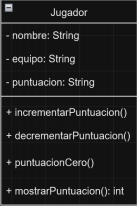 Jugador
- nombre: String
- equipo: String
- puntuacion: String
+ incrementarPuntuacion()
+ decrementarPuntuacion()
+ puntuacionCero()
+ mostrarPuntuacion(): int